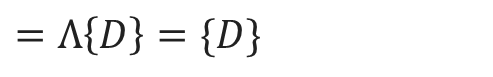 = Λ{D} = {D}